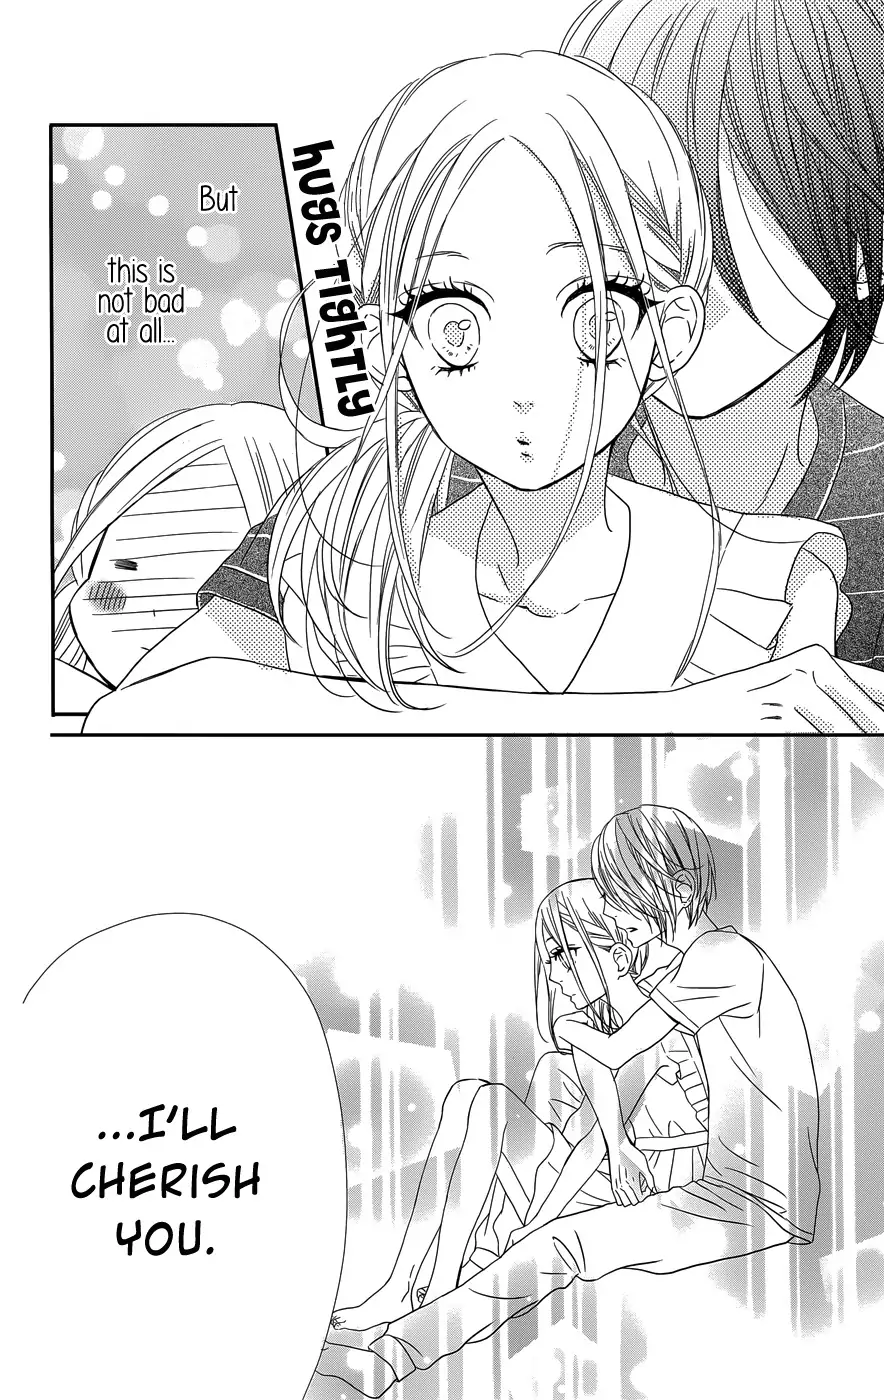 hugs Tightly
But
this is
not bad
at all...
...I'LL
CHERISH
YOU.